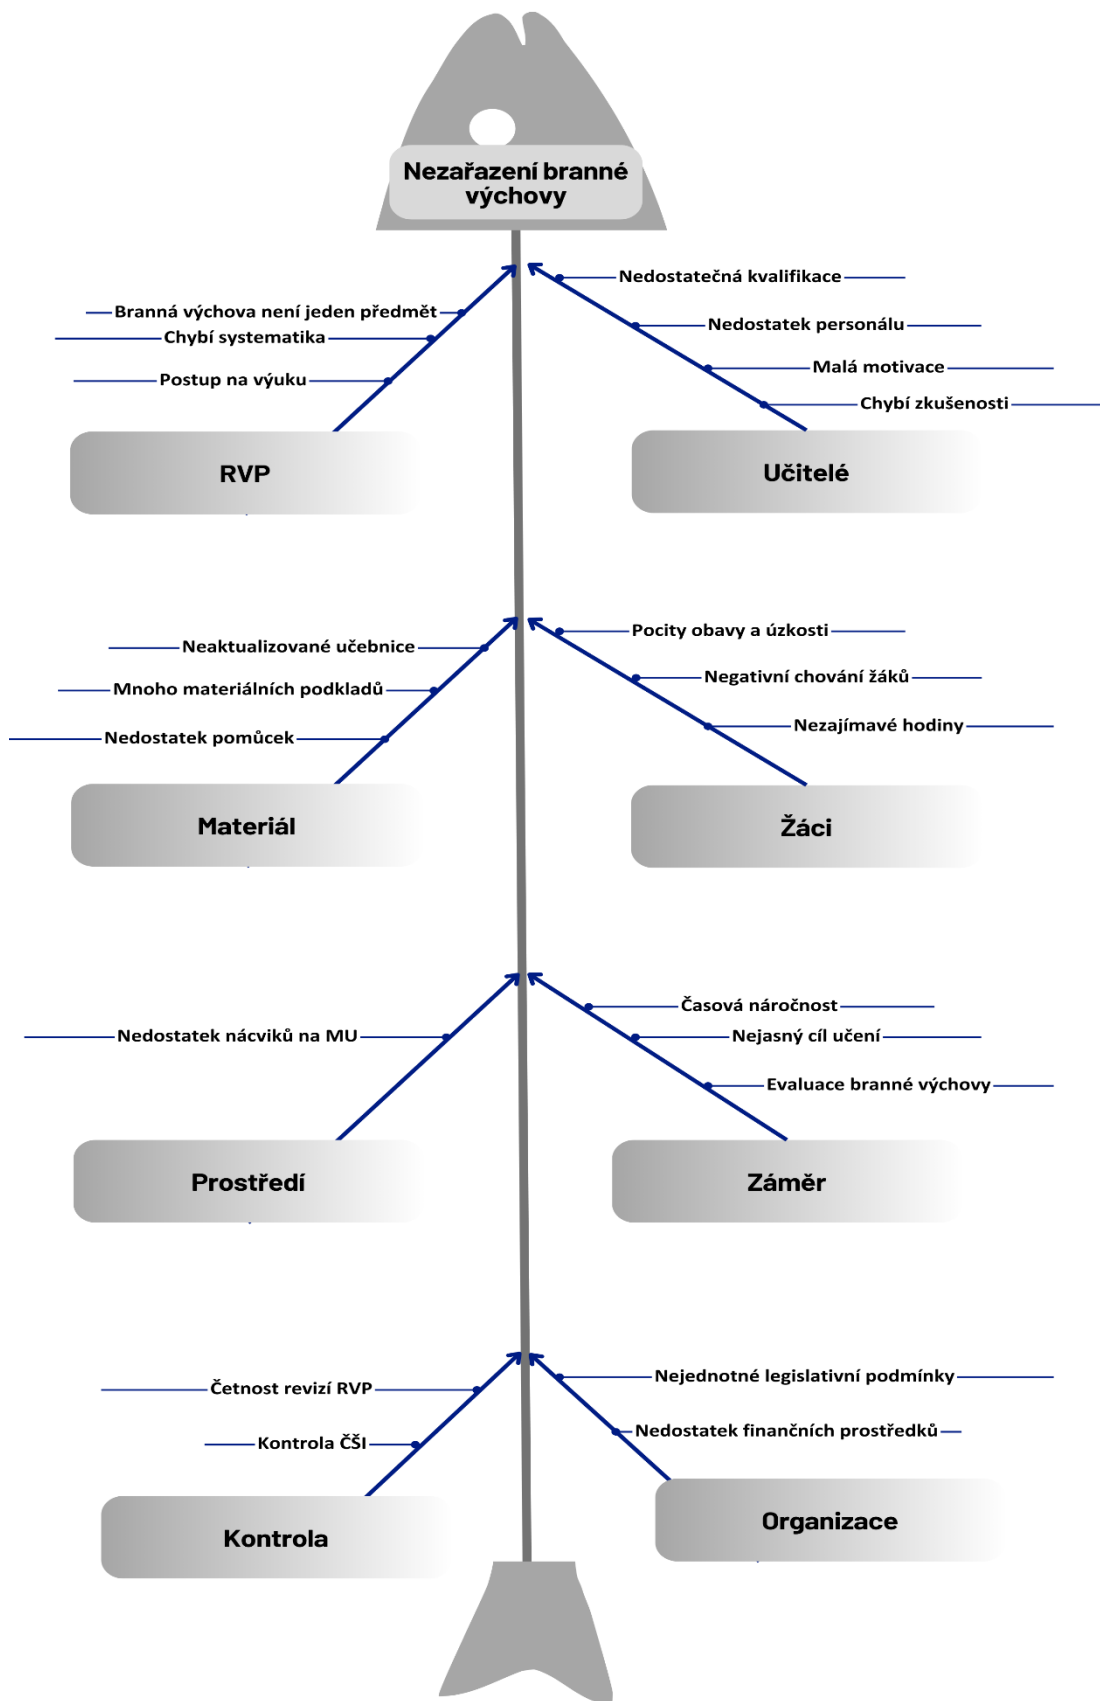 Nezařazení branné
výchovy
Branná výchova není jeden předmět
Chybí systematika
Postup na výuku
RVP
Nedostatečná kvalifikace
Nedostatek personálu
Malá motivace
Chybí zkušenosti
Učitelé
Neaktualizované učebnice
Mnoho materiálních podkladů
Nedostatek pomůcek
Materiál
Pocity obavy a úzkosti
Negativní chování žáků
Nezajímavé hodiny
Žáci
Nedostatek nácviků na MU
Prostředí
Časová náročnost
Nejasný cíl učení
Evaluace branné výchovy
Záměr
Četnost revizí RVP
Kontrola ČŠI
Kontrola
Nejednotné legislativní podmínky
Nedostatek finančních prostředků
Organizace